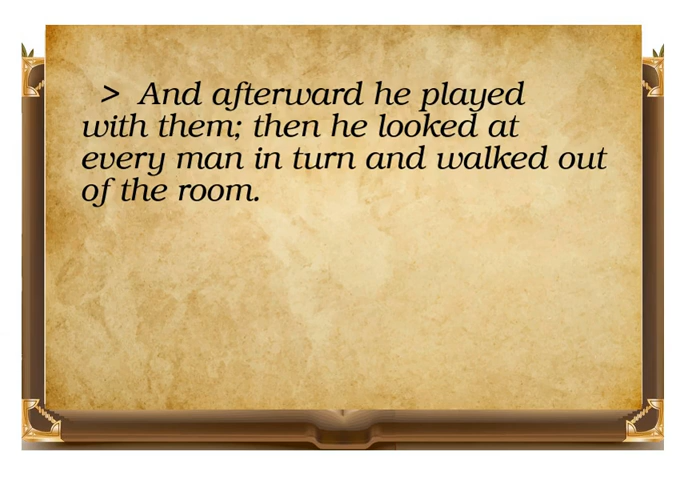 > And afterward he played
with them; then he looked at
every man in turn and walked out
of the room.